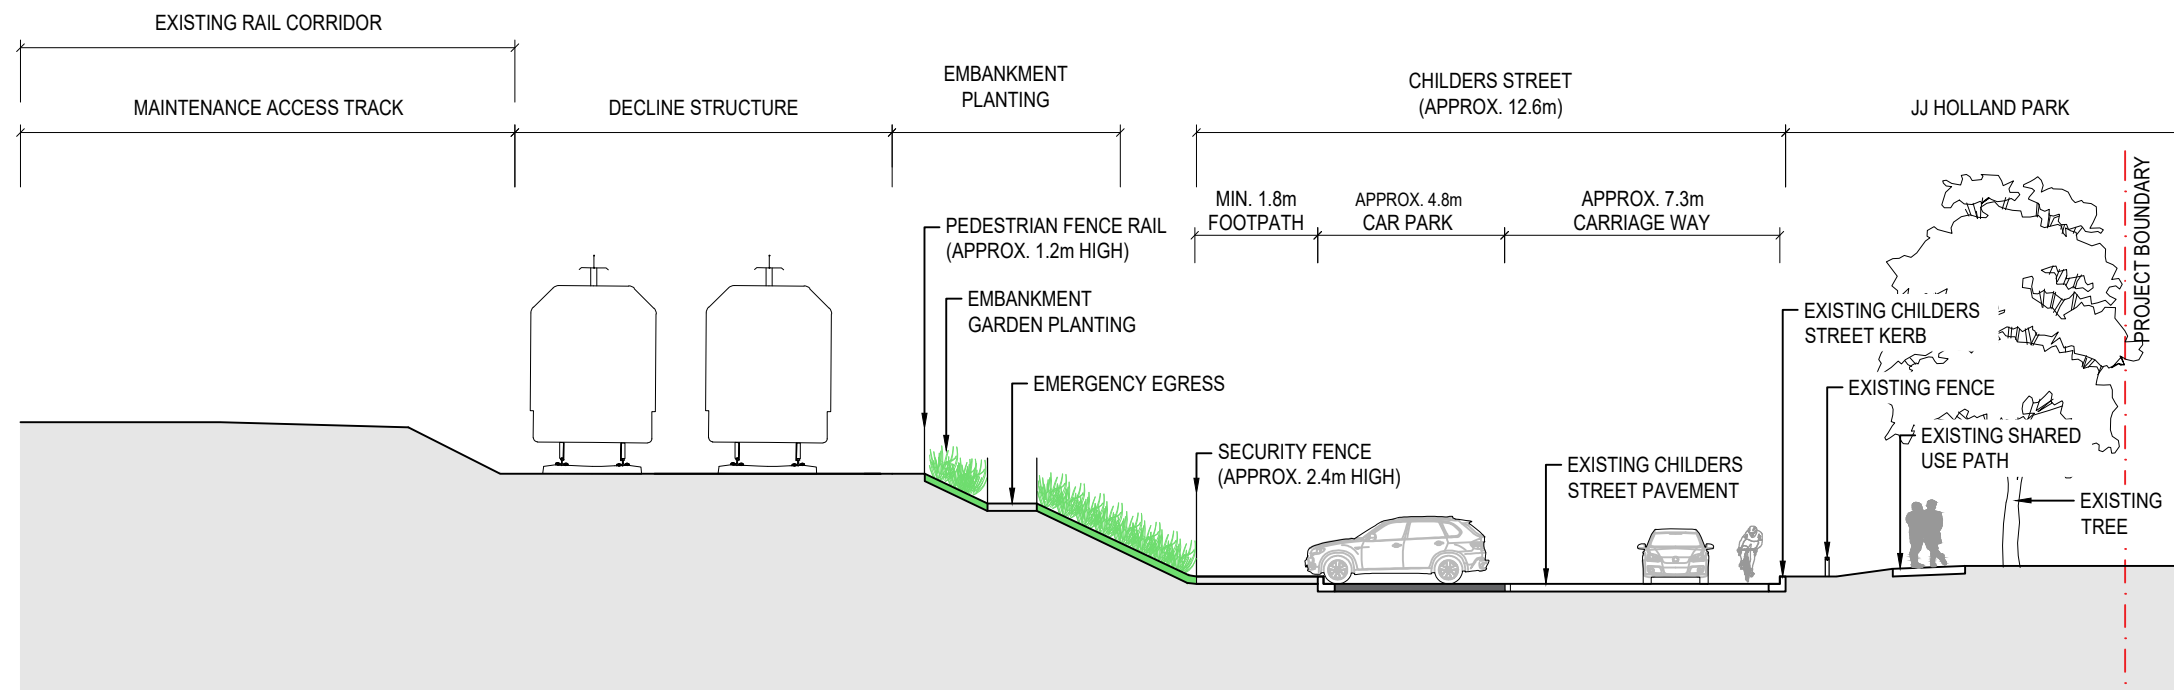 EXISTING RAIL CORRIDOR
MAINTENANCE ACCESS TRACK
DECLINE STRUCTURE
EMBANKMENT
PLANTING
CHILDERS STREET
(APPROX. 12.6m)
JJ HOLLAND PARK
MIN. 1.8m
FOOTPATH
APPROX. 4.8m
CAR PARK
APPROX. 7.3m
CARRIAGE WAY
PROJECT BOUNDARY
PEDESTRIAN FENCE RAIL
(APPROX. 1.2m HIGH)
EMBANKMENT
GARDEN PLANTING
EMERGENCY EGRESS
SECURITY FENCE
(APPROX. 2.4m HIGH)
EXISTING CHILDERS
STREET PAVEMENT
EXISTING CHILDERS
STREET KERB
EXISTING FENCE
EXISTING SHARED
USE PATH
EXISTING
TREE